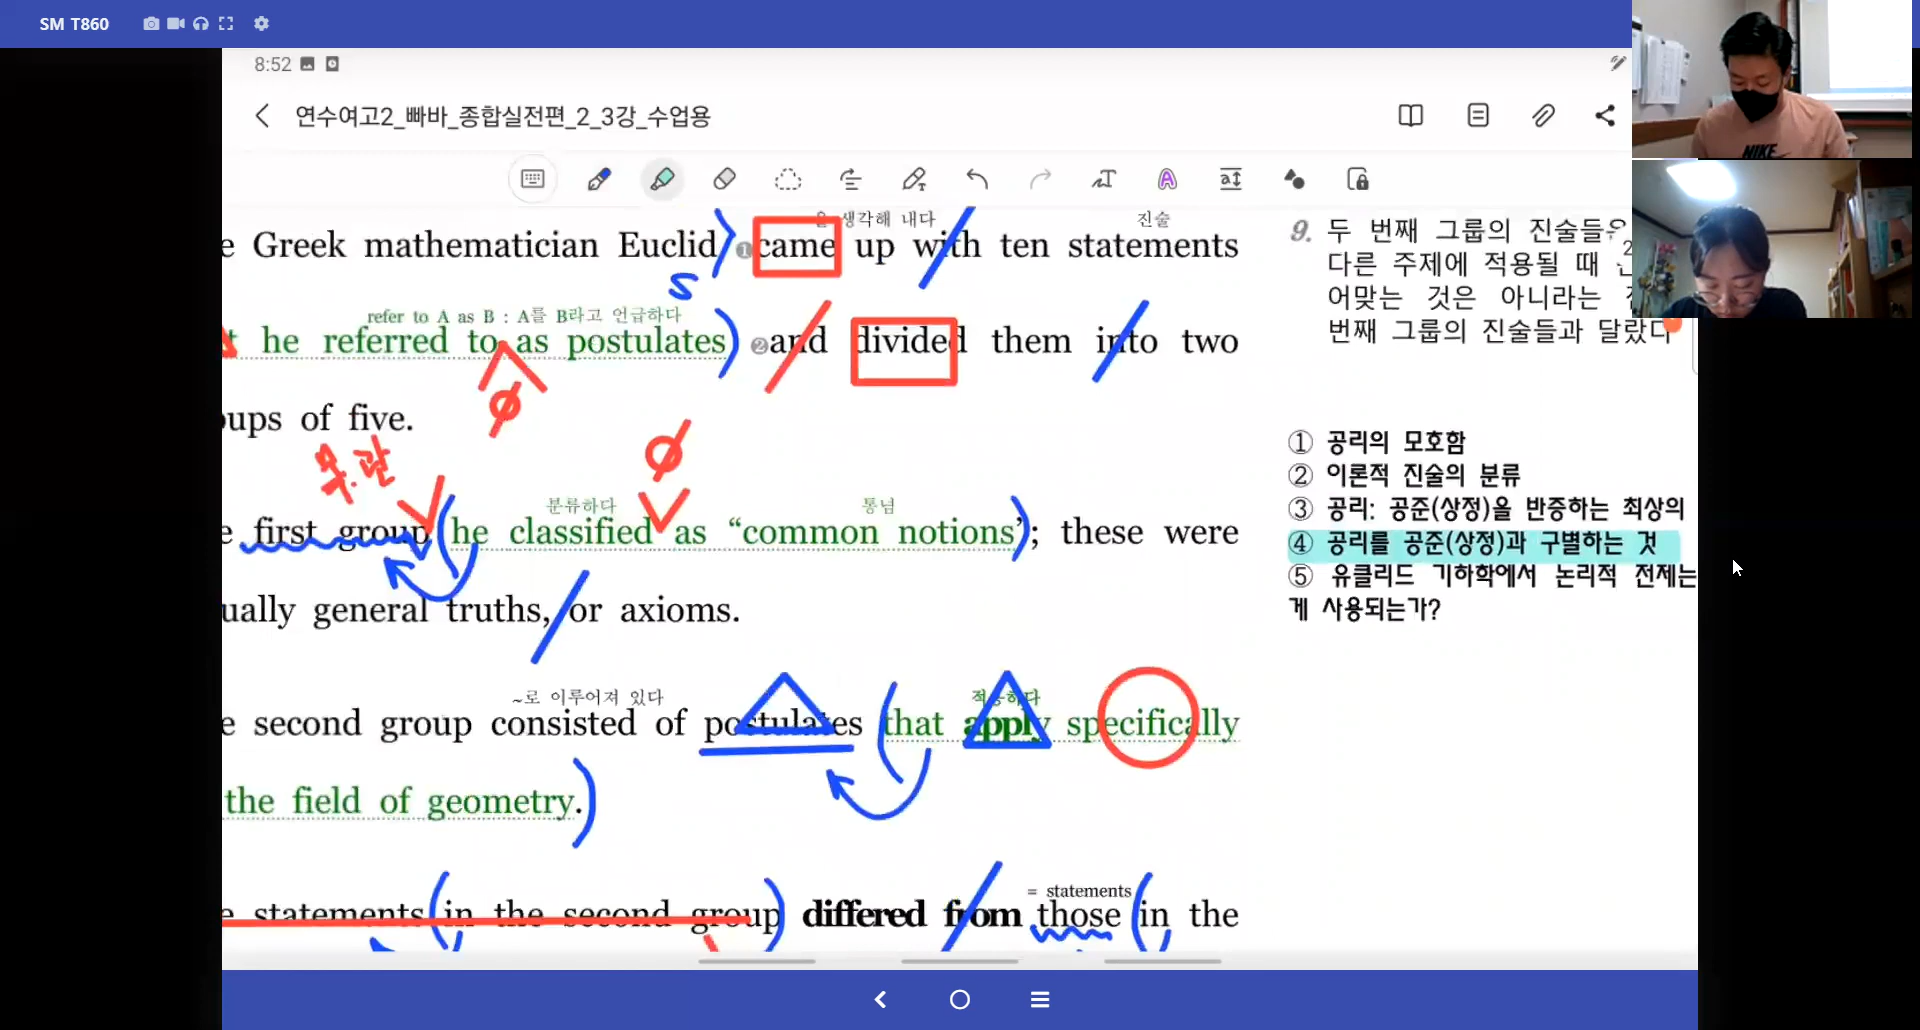 SM T860
8:52
연수여고2_빠바_종합실전편_2_3강_수업용
을 생각해 내다 진술
e Greek mathematician Euclid) ❶came up with ten statements
S
refer to A as B : A를 B라고 언급하다
he referred to as postulates) ❷and divided them into two
oups of five.
무.관
분류하다 통념
e first group (he classified as “common notions”); these were
ually general truths, or axioms.
~로 이루어져 있다 적용하다
e second group consisted of postulates (that apply specifically
the field of geometry.)
= statements
e statements (in the second group) differed from those (in the
9. 두 번째 그룹의 진술들은
다른 주제에 적용될 때
어맞는 것은 아니라는
번째 그룹의 진술들과 달랐다
① 공리의 모호함
② 이론적 진술의 분류
③ 공리: 공준(상정)을 반증하는 최상의
④ 공리를 공준(상정)과 구별하는 것
⑤ 유클리드 기하학에서 논리적 전제는
게 사용되는가?
NIKE